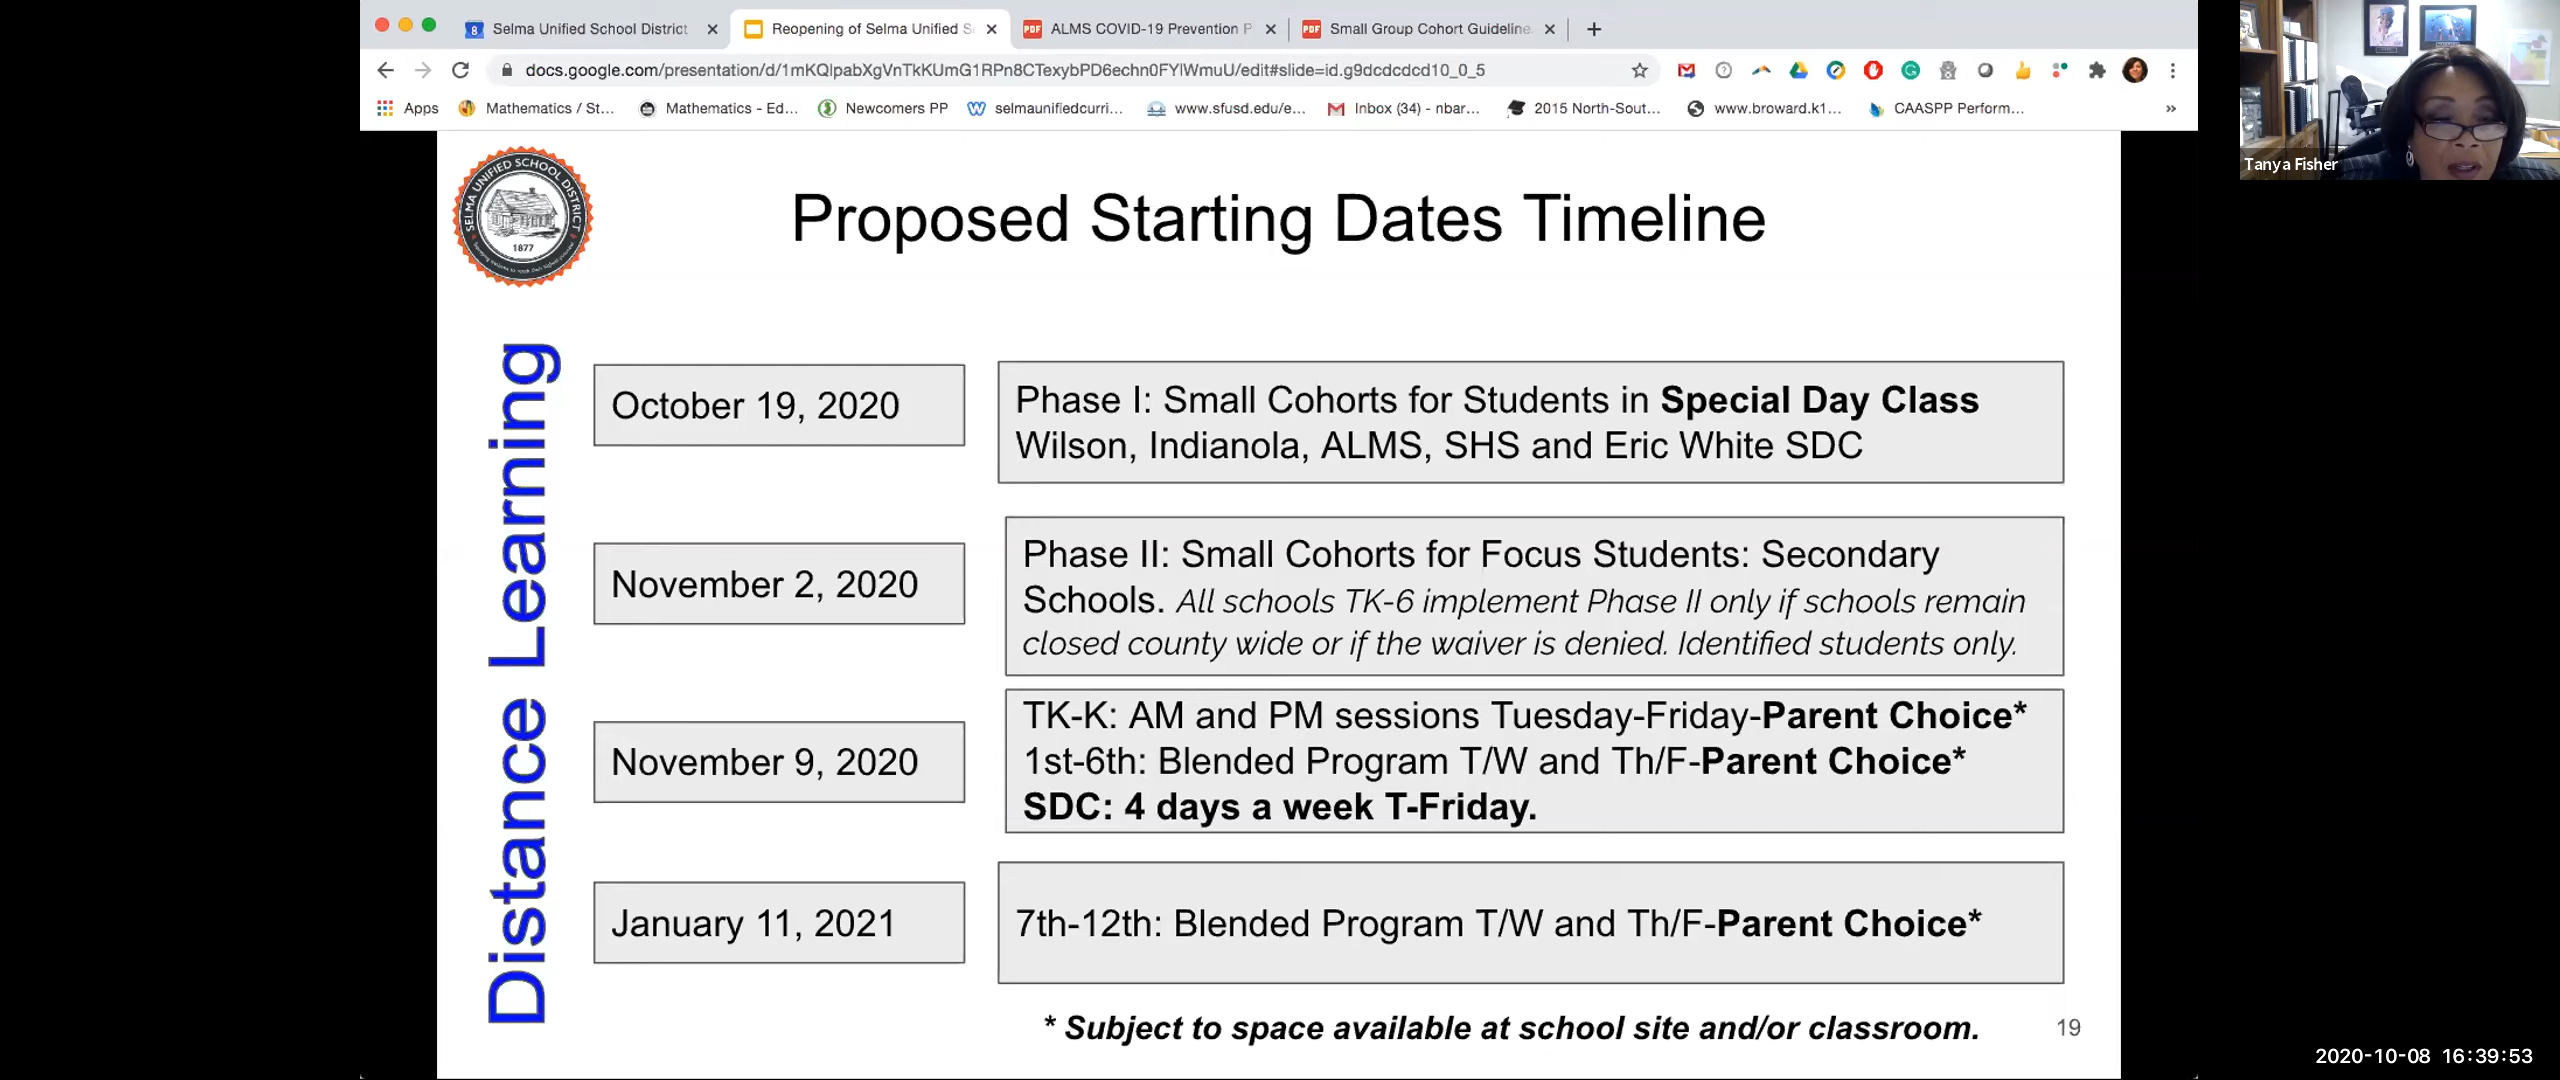 Selma Unified School District
Reopening of Selma Unified S
ALMS COVID-19 Prevention P
Small Group Cohort Guideline
docs.google.com/presentation/d/1mKQlpabXgVnTkKUmG1RPn8CTexybPD6echn0FYlWmuU/edit#slide=id.g9dcdcdcd10_0_5
Apps
Mathematics / St...
Mathematics - Ed...
Newcomers PP
selmaunifiedcurri...
www.sfusd.edu/e...
Inbox (34) - nbar...
2015 North-Sout...
www.broward.k1...
CAASPP Perform...
»
Tanya Fisher
SELMA UNIFIED SCHOOL DISTRICT
1877
Proposed Starting Dates Timeline
Distance Learning
October 19, 2020
Phase I: Small Cohorts for Students in Special Day Class
Wilson, Indianola, ALMS, SHS and Eric White SDC
November 2, 2020
Phase II: Small Cohorts for Focus Students: Secondary
Schools. All schools TK-6 implement Phase II only if schools remain
closed county wide or if the waiver is denied. Identified students only.
November 9, 2020
TK-K: AM and PM sessions Tuesday-Friday-Parent Choice*
1st-6th: Blended Program T/W and Th/F-Parent Choice*
SDC: 4 days a week T-Friday.
January 11, 2021
7th-12th: Blended Program T/W and Th/F-Parent Choice*
* Subject to space available at school site and/or classroom.
19
2020-10-08 16:39:53